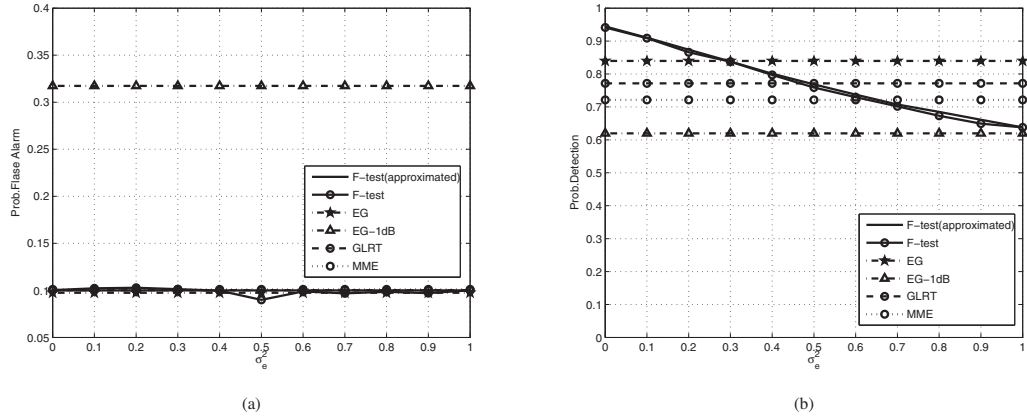 0.4
0.35
0.3
0.25
0.2
0.15
0.1
0.05
Prob.Flase Alarm
F-test(approximated)
F-test
EG
EG-1dB
GLRT
MME
0 0.1 0.2 0.3 0.4 0.5 0.6 0.7 0.8 0.9 1
σ_e^2
(a)
1
0.9
0.8
0.7
0.6
0.5
0.4
0.3
0.2
0.1
0
Prob.Detection
F-test(approximated)
F-test
EG
EG-1dB
GLRT
MME
0 0.1 0.2 0.3 0.4 0.5 0.6 0.7 0.8 0.9 1
σ_e^2
(b)